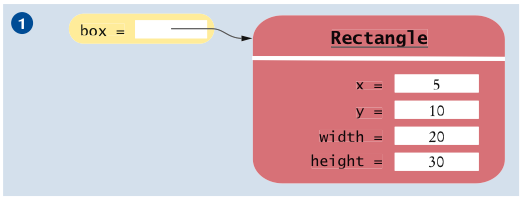 1
box =
Rectangle
x = 5
y = 10
width = 20
height = 30